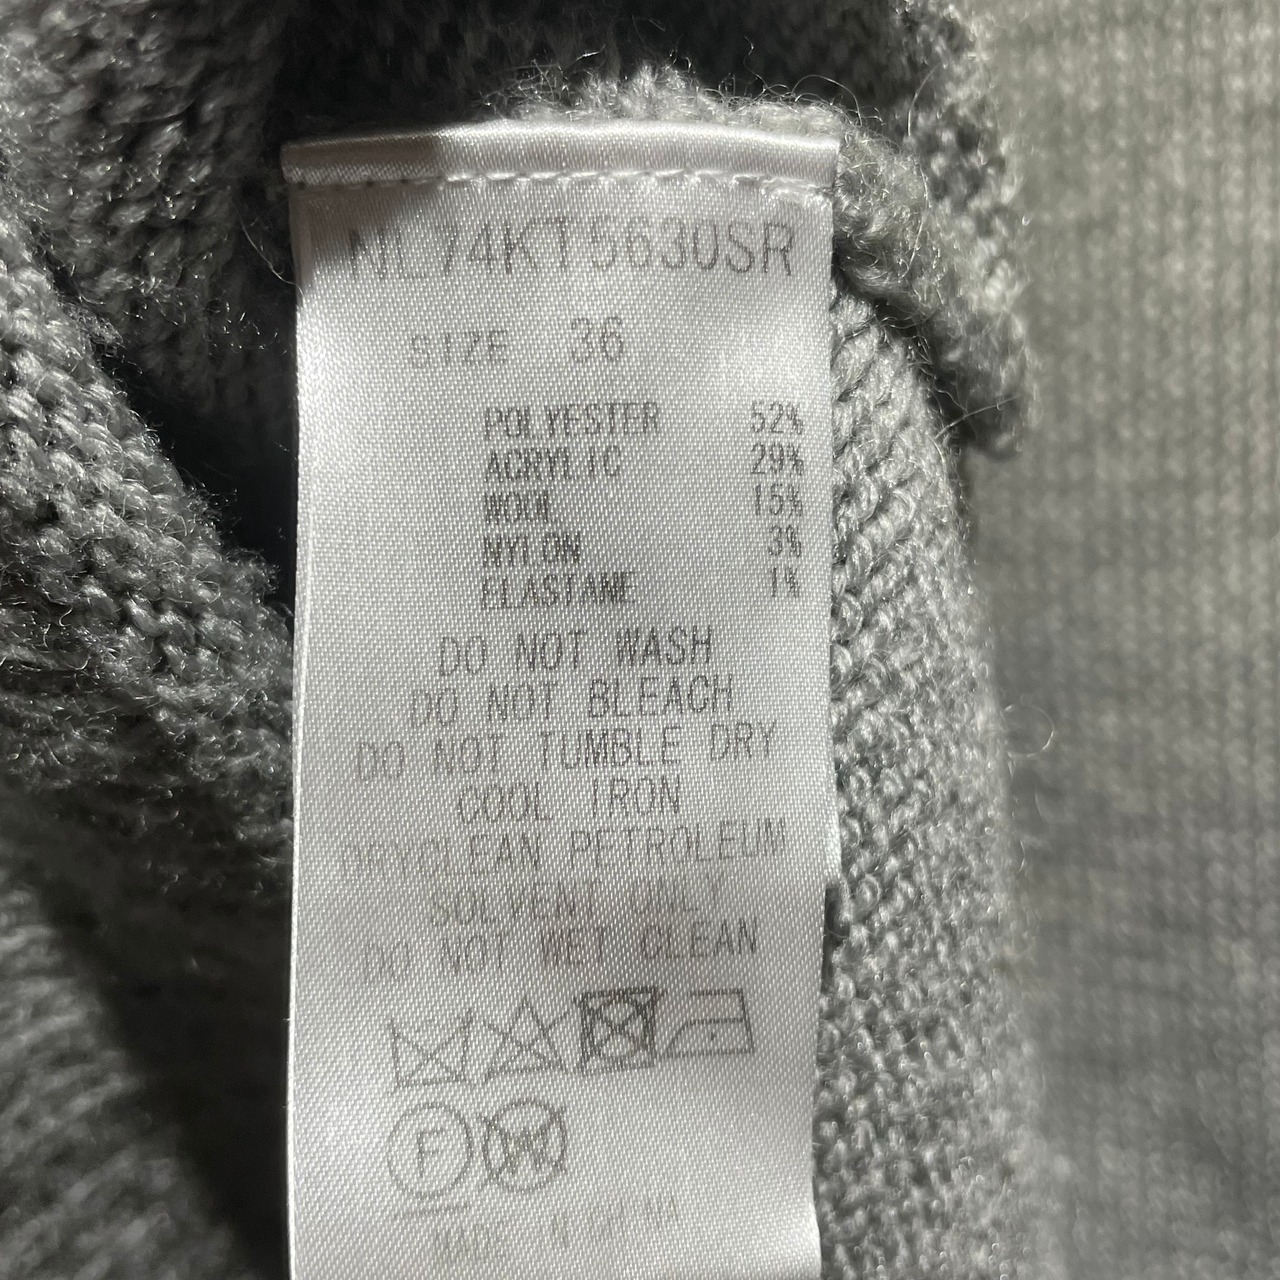 NL74KT5630SR
SIZE 36
POLYESTER 52%
ACRYLIC 29%
WOOL 15%
NYLON 3%
ELASTANE 1%
DO NOT WASH
DO NOT BLEACH
DO NOT TUMBLE DRY
COOL IRON
DRYCLEAN PETROLEUM
SOLVENT ONLY
DO NOT WET CLEAN
F W
MADE IN CHINA